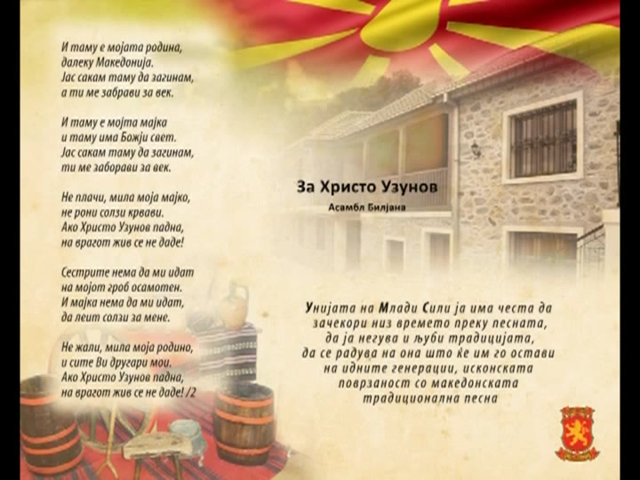 И таму е мојата родина,
далеку Македонија.
Јас сакам таму да загинам,
а ти ме забрави за век.
И таму е мојта мајка
и таму има Божји свет.
Јас сакам таму да загинам,
ти ме заборави за век.
Не плачи, мила моја мајко,
не рони солзи крвави.
Ако Христо Узунов падна,
на врагот жив се не даде!
Сестрите нема да ми идат
на мојот гроб осамотен.
И мајка нема да ми идат,
да леит солзи за мене.
Не жали, мила моја родино,
и сите Ви другари мои.
Ако Христо Узунов падна,
на врагот жив се не даде! /2
За Христо Узунов
Асамбл Билјана
Унијата на Млади Сили ја има честа да
зачекори низ времето преку песната,
да ја негува и љуби традицијата,
да се радува на она што ќе им го остави
на идните генерации, исконската
поврзаност со македонската
традиционална песна